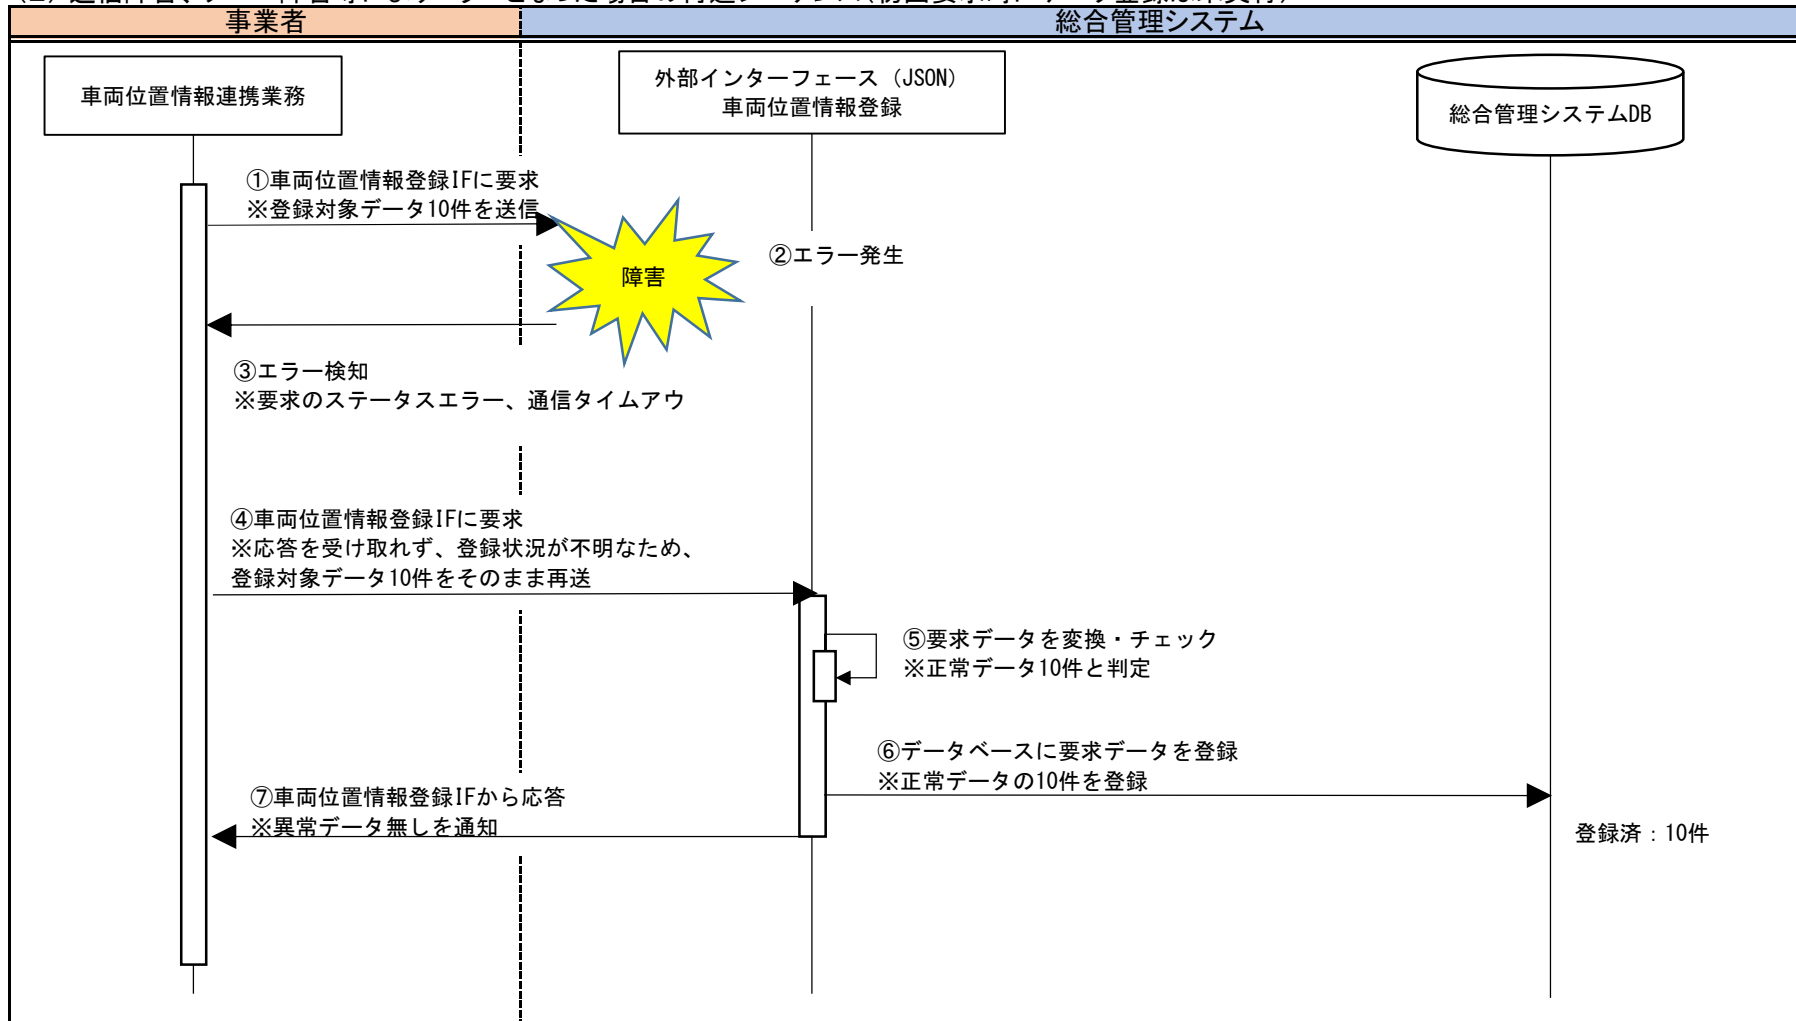 事業者
総合管理システム
車両位置情報連携業務
外部インターフェース（JSON）
車両位置情報登録
総合管理システムDB
①車両位置情報登録IFに要求
※登録対象データ10件を送信
障害
②エラー発生
③エラー検知
※要求のステータスエラー、通信タイムアウ
④車両位置情報登録IFに要求
※応答を受け取れず、登録状況が不明なため、
登録対象データ10件をそのまま再送
⑤要求データを変換・チェック
※正常データ10件と判定
⑥データベースに要求データを登録
※正常データの10件を登録
⑦車両位置情報登録IFから応答
※異常データ無しを通知
登録済：10件